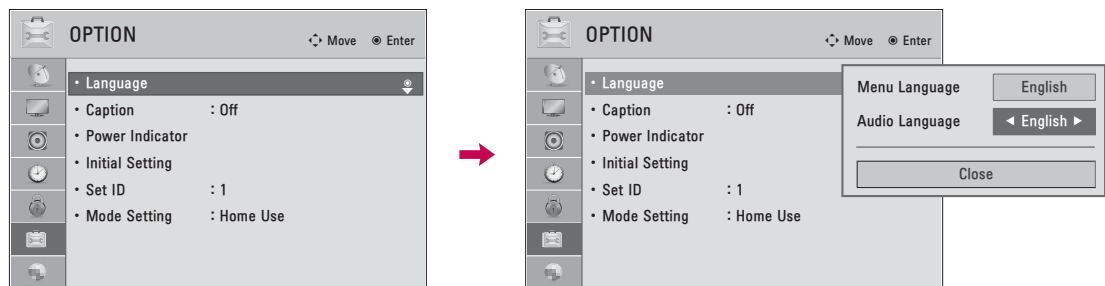 OPTION
Move Enter
• Language
• Caption : Off
• Power Indicator
• Initial Setting
• Set ID : 1
• Mode Setting : Home Use
OPTION
Move Enter
• Language
• Caption : Off
• Power Indicator
• Initial Setting
• Set ID : 1
• Mode Setting : Home Use
Menu Language English
Audio Language ◄ English ►
Close